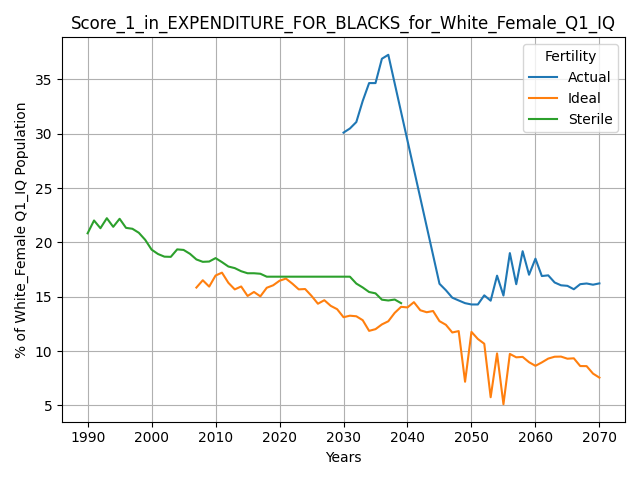 Score_1_in_EXPENDITURE_FOR_BLACKS_for_White_Female_Q1_IQ
Fertility
Actual
Ideal
Sterile
% of White_Female Q1_IQ Population
35
30
25
20
15
10
5
1990 2000 2010 2020 2030 2040 2050 2060 2070
Years